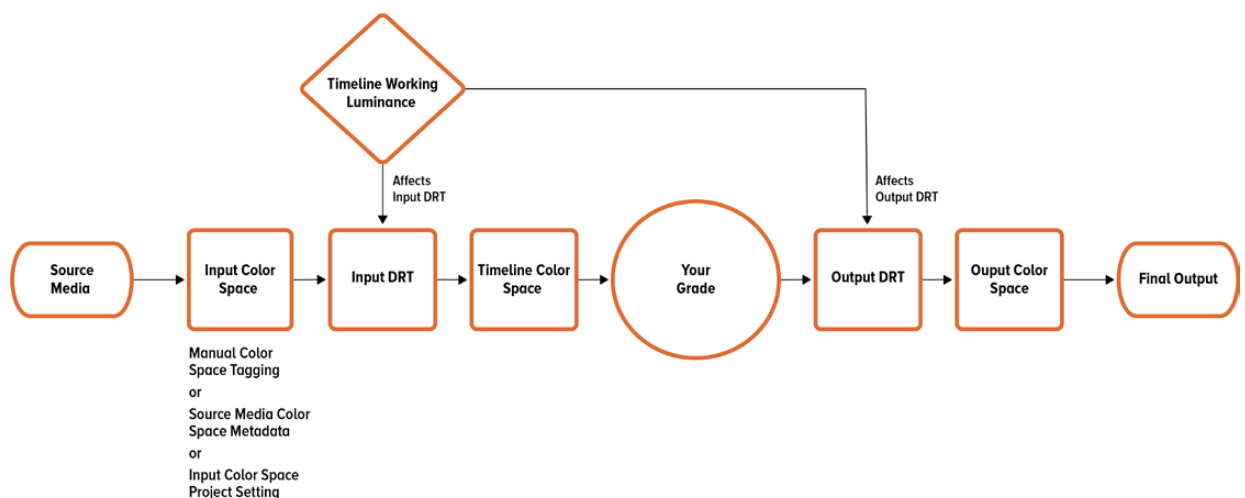 Timeline Working
Luminance
Affects
Input DRT
Affects
Output DRT
Source
Media
Input Color
Space
Input DRT
Timeline Color
Space
Your
Grade
Output DRT
Ouput Color
Space
Final Output
Manual Color
Space Tagging
or
Source Media Color
Space Metadata
or
Input Color Space
Project Setting